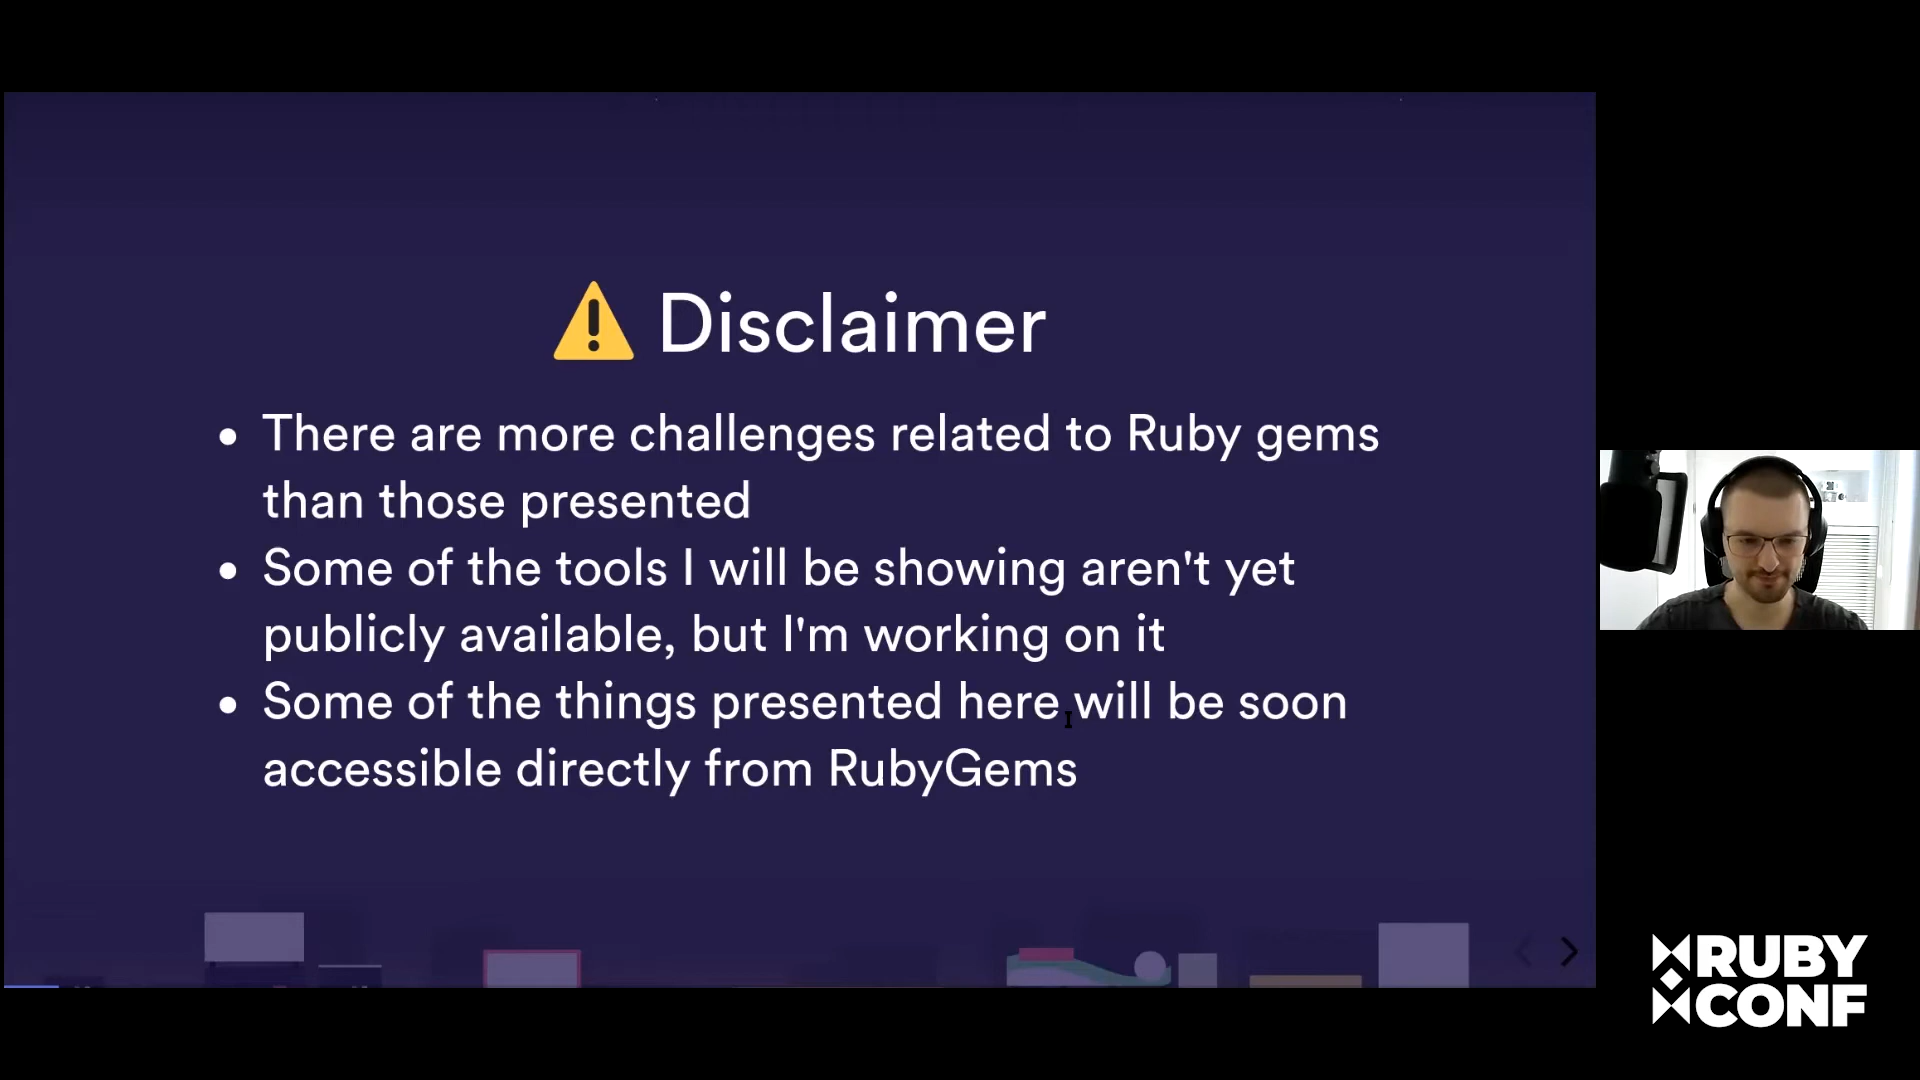 Disclaimer
There are more challenges related to Ruby gems
than those presented
Some of the tools I will be showing aren't yet
publicly available, but I'm working on it
Some of the things presented here will be soon
accessible directly from RubyGems
RUBY
CONF